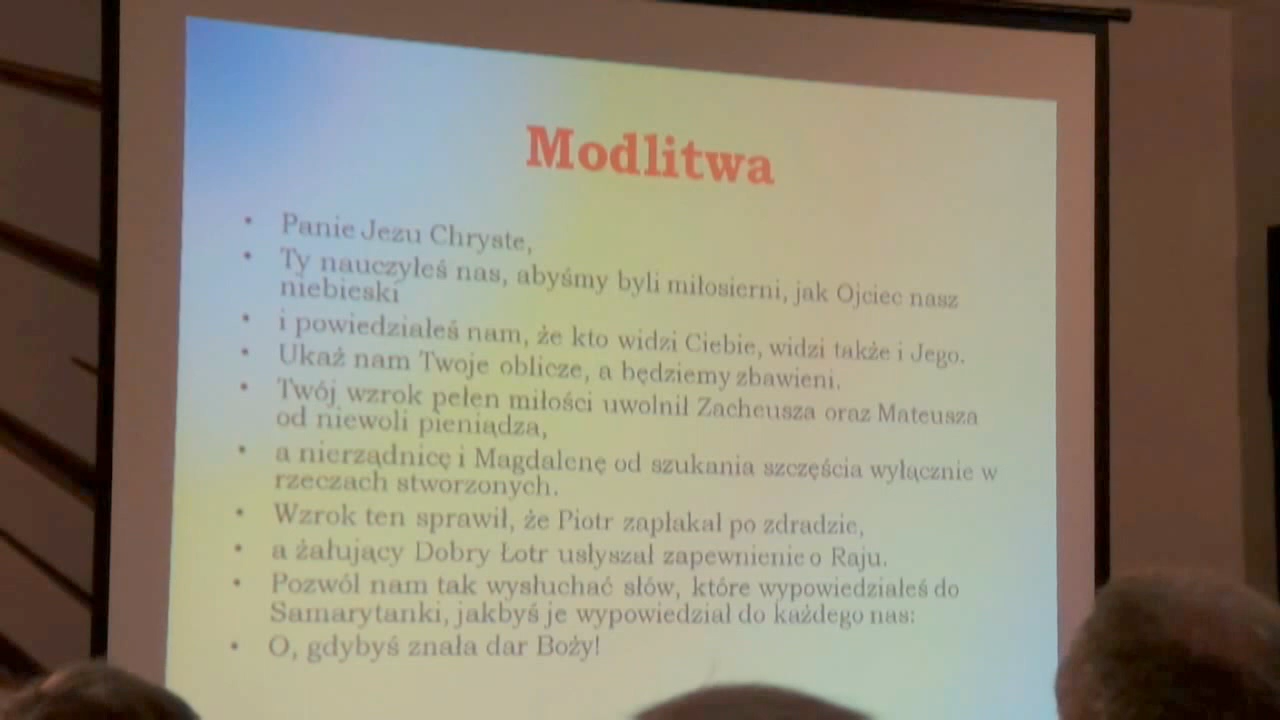 Modlitwa
• Panie Jezu Chryste,
• Ty nauczyłeś nas, abyśmy byli miłosierni, jak Ojciec nasz
niebieski
• i powiedziałeś nam, że kto widzi Ciebie, widzi także i Jego.
• Ukaż nam Twoje oblicze, a będziemy zbawieni.
• Twój wzrok pełen miłości uwolnił Zacheusza oraz Mateusza
od niewoli pieniądza,
• a nierządnicę i Magdalenę od szukania szczęścia wyłącznie w
rzeczach stworzonych.
• Wzrok ten sprawił, że Piotr zapłakał po zdradzie,
• a żałujący Dobry Łotr usłyszał zapewnienie o Raju.
• Pozwól nam tak wysłuchać słów, które wypowiedziałeś do
Samarytanki, jakbyś je wypowiedział do każdego nas:
• O, gdybyś znała dar Boży!